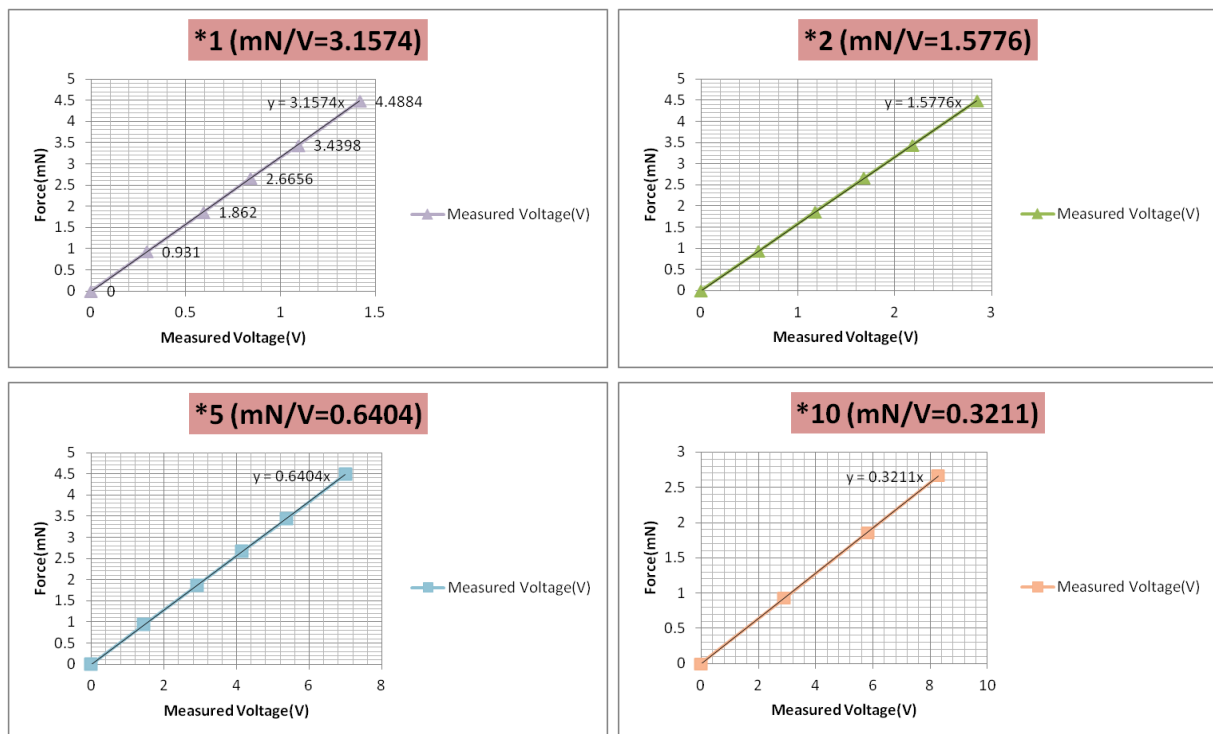 *1 (mN/V=3.1574)
5
4.5
4
3.5
3
2.5
2
1.5
1
0.5
0
Force(mN)
y = 3.1574x
4.4884
3.4398
2.6656
1.862
0.931
0
0 0.5 1 1.5
Measured Voltage(V)
Measured Voltage(V)
*2 (mN/V=1.5776)
5
4.5
4
3.5
3
2.5
2
1.5
1
0.5
0
Force(mN)
y = 1.5776x
0 1 2 3
Measured Voltage(V)
Measured Voltage(V)
*5 (mN/V=0.6404)
5
4.5
4
3.5
3
2.5
2
1.5
1
0.5
0
Force(mN)
y = 0.6404x
0 2 4 6 8
Measured Voltage(V)
Measured Voltage(V)
*10 (mN/V=0.3211)
3
2.5
2
1.5
1
0.5
0
Force(mN)
y = 0.3211x
0 2 4 6 8 10
Measured Voltage(V)
Measured Voltage(V)